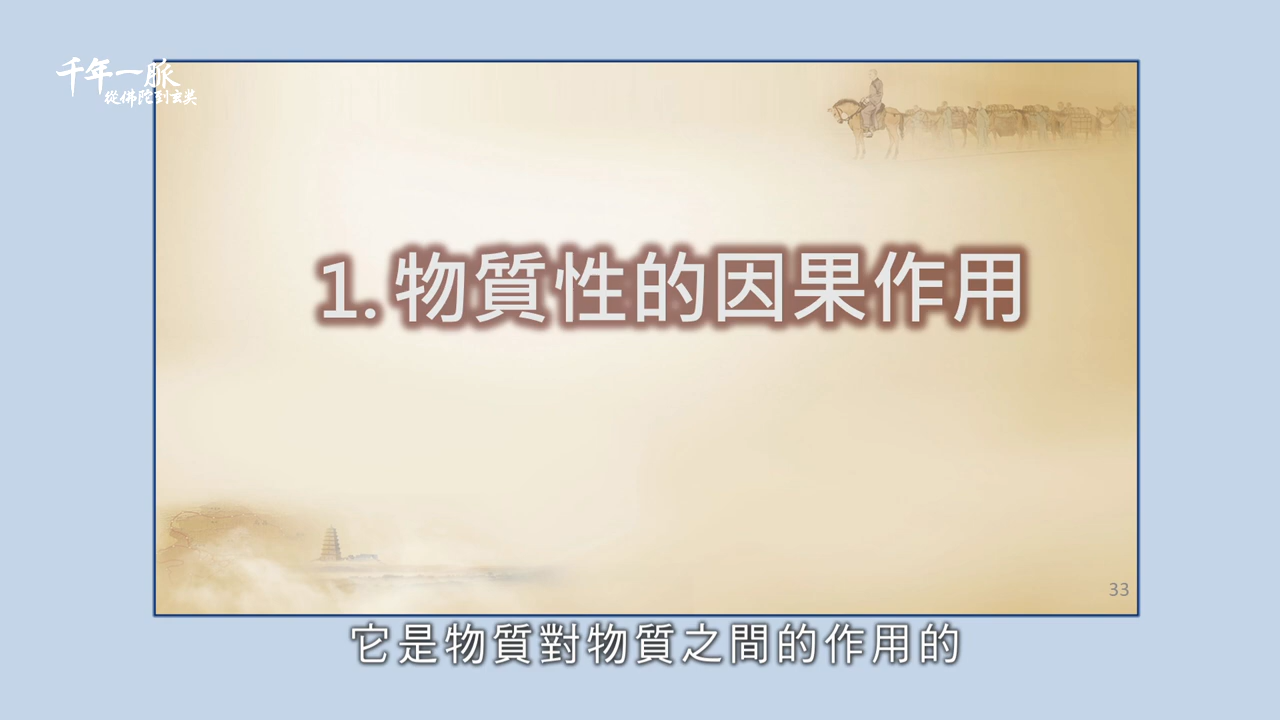 千年一脈
從佛陀到玄奘
1. 物質性的因果作用
33
它是物質對物質之間的作用的